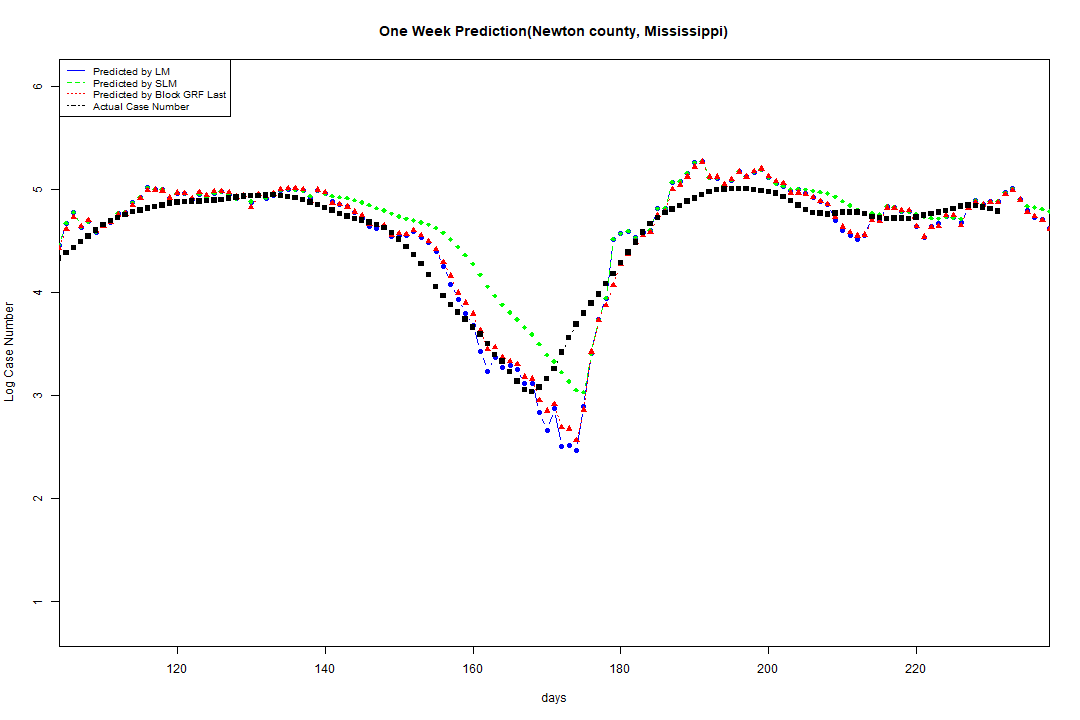 One Week Prediction(Newton county, Mississippi)
Predicted by LM
Predicted by SLM
Predicted by Block GRF Last
Actual Case Number
Log Case Number
6
5
4
3
2
1
120 140 160 180 200 220
days